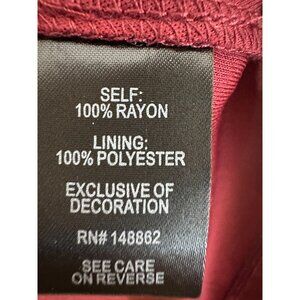 SELF:
100% RAYON
LINING:
100% POLYESTER
EXCLUSIVE OF
DECORATION
RN# 148862
SEE CARE
ON REVERSE